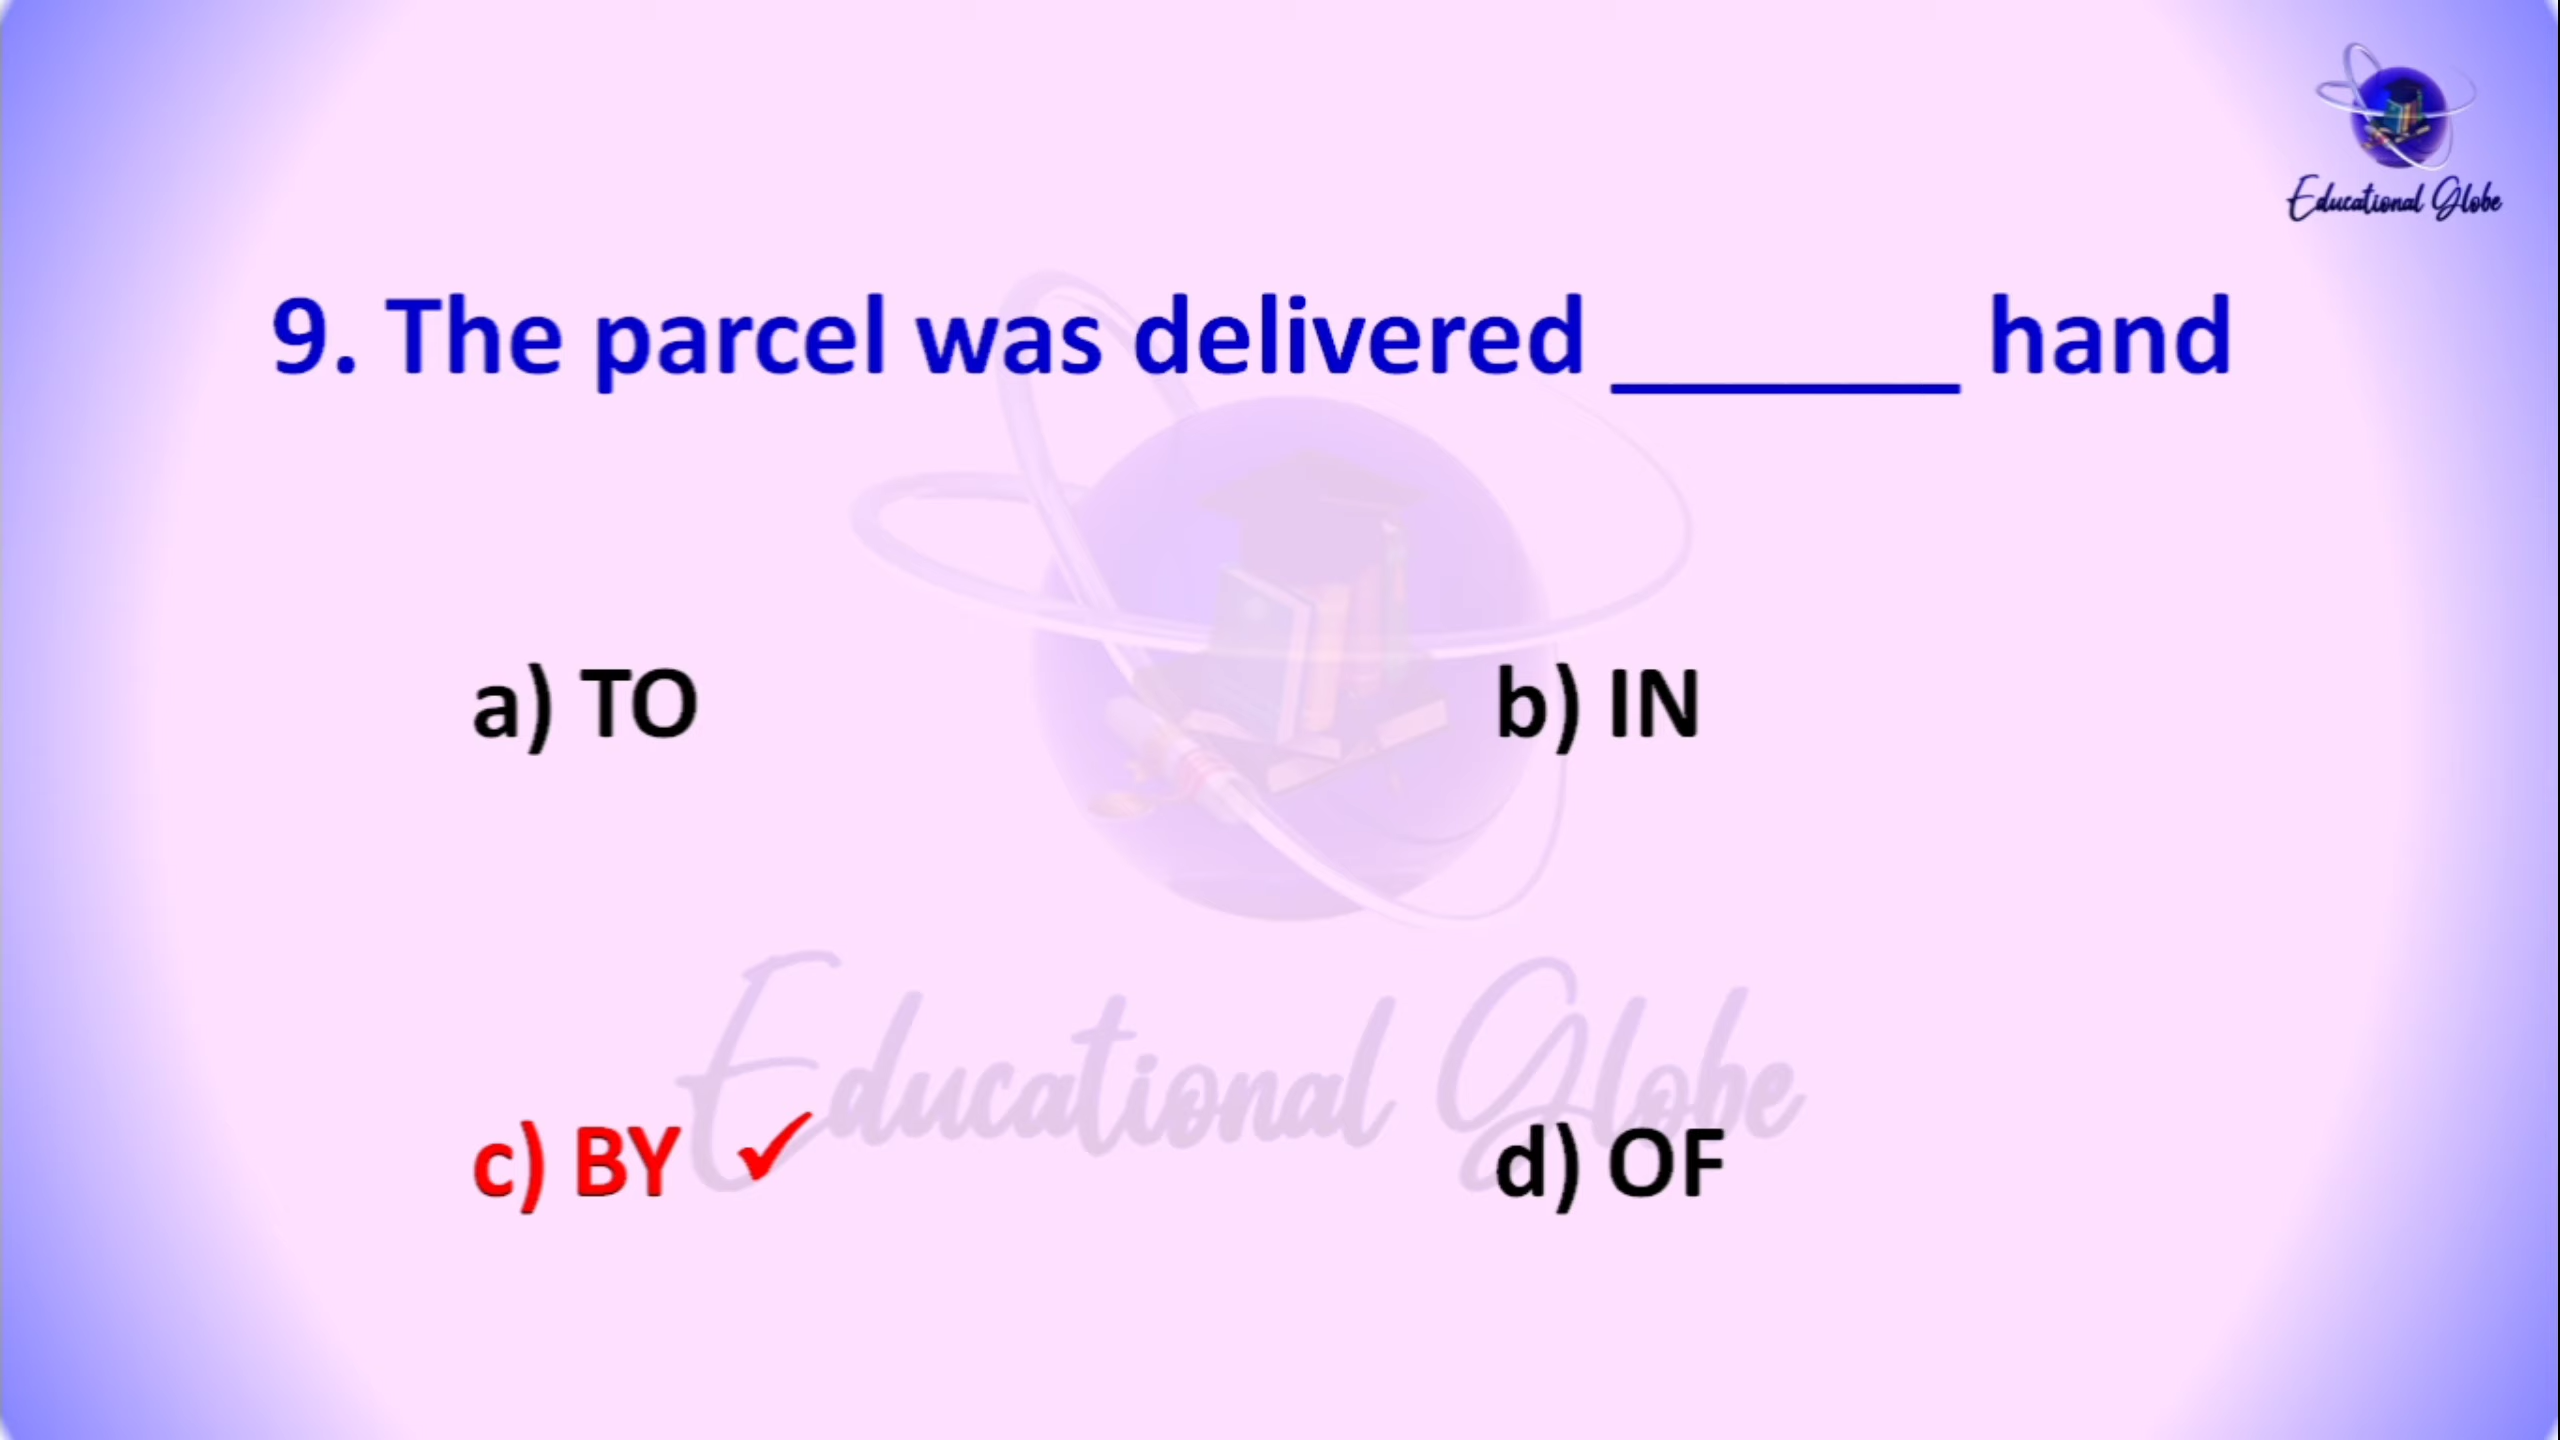 Educational Globe
9. The parcel was delivered ______ hand
a) TO
b) IN
Educational Globe
c) BY ✓
d) OF